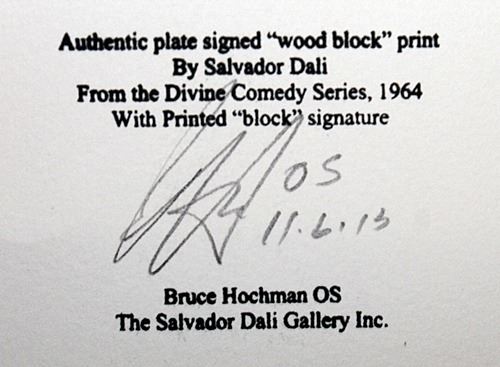 Authentic plate signed “wood block” print
By Salvador Dali
From the Divine Comedy Series, 1964
With Printed “block” signature
OS
11.6.13
Bruce Hochman OS
The Salvador Dali Gallery Inc.